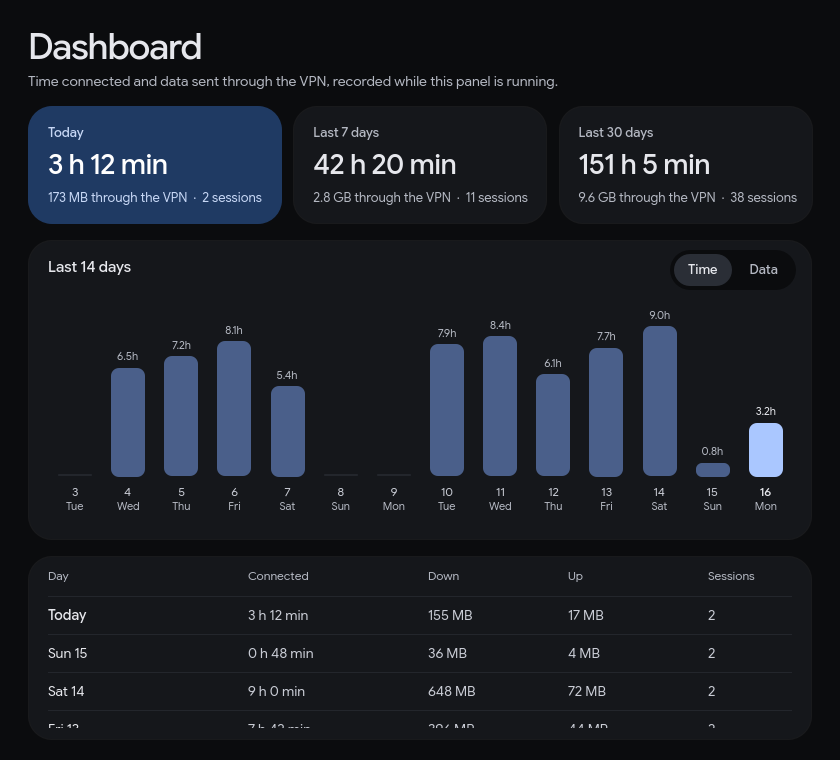 Dashboard
Time connected and data sent through the VPN, recorded while this panel is running.
Today
3 h 12 min
173 MB through the VPN · 2 sessions
Last 7 days
42 h 20 min
2.8 GB through the VPN · 11 sessions
Last 30 days
151 h 5 min
9.6 GB through the VPN · 38 sessions
Last 14 days
Time Data
6.5h 7.2h 8.1h 5.4h 7.9h 8.4h 6.1h 7.7h 9.0h 0.8h 3.2h
3 4 5 6 7 8 9 10 11 12 13 14 15 16
Tue Wed Thu Fri Sat Sun Mon Tue Wed Thu Fri Sat Sun Mon
Day Connected Down Up Sessions
Today 3 h 12 min 155 MB 17 MB 2
Sun 15 0 h 48 min 36 MB 4 MB 2
Sat 14 9 h 0 min 648 MB 72 MB 2
Fri 13